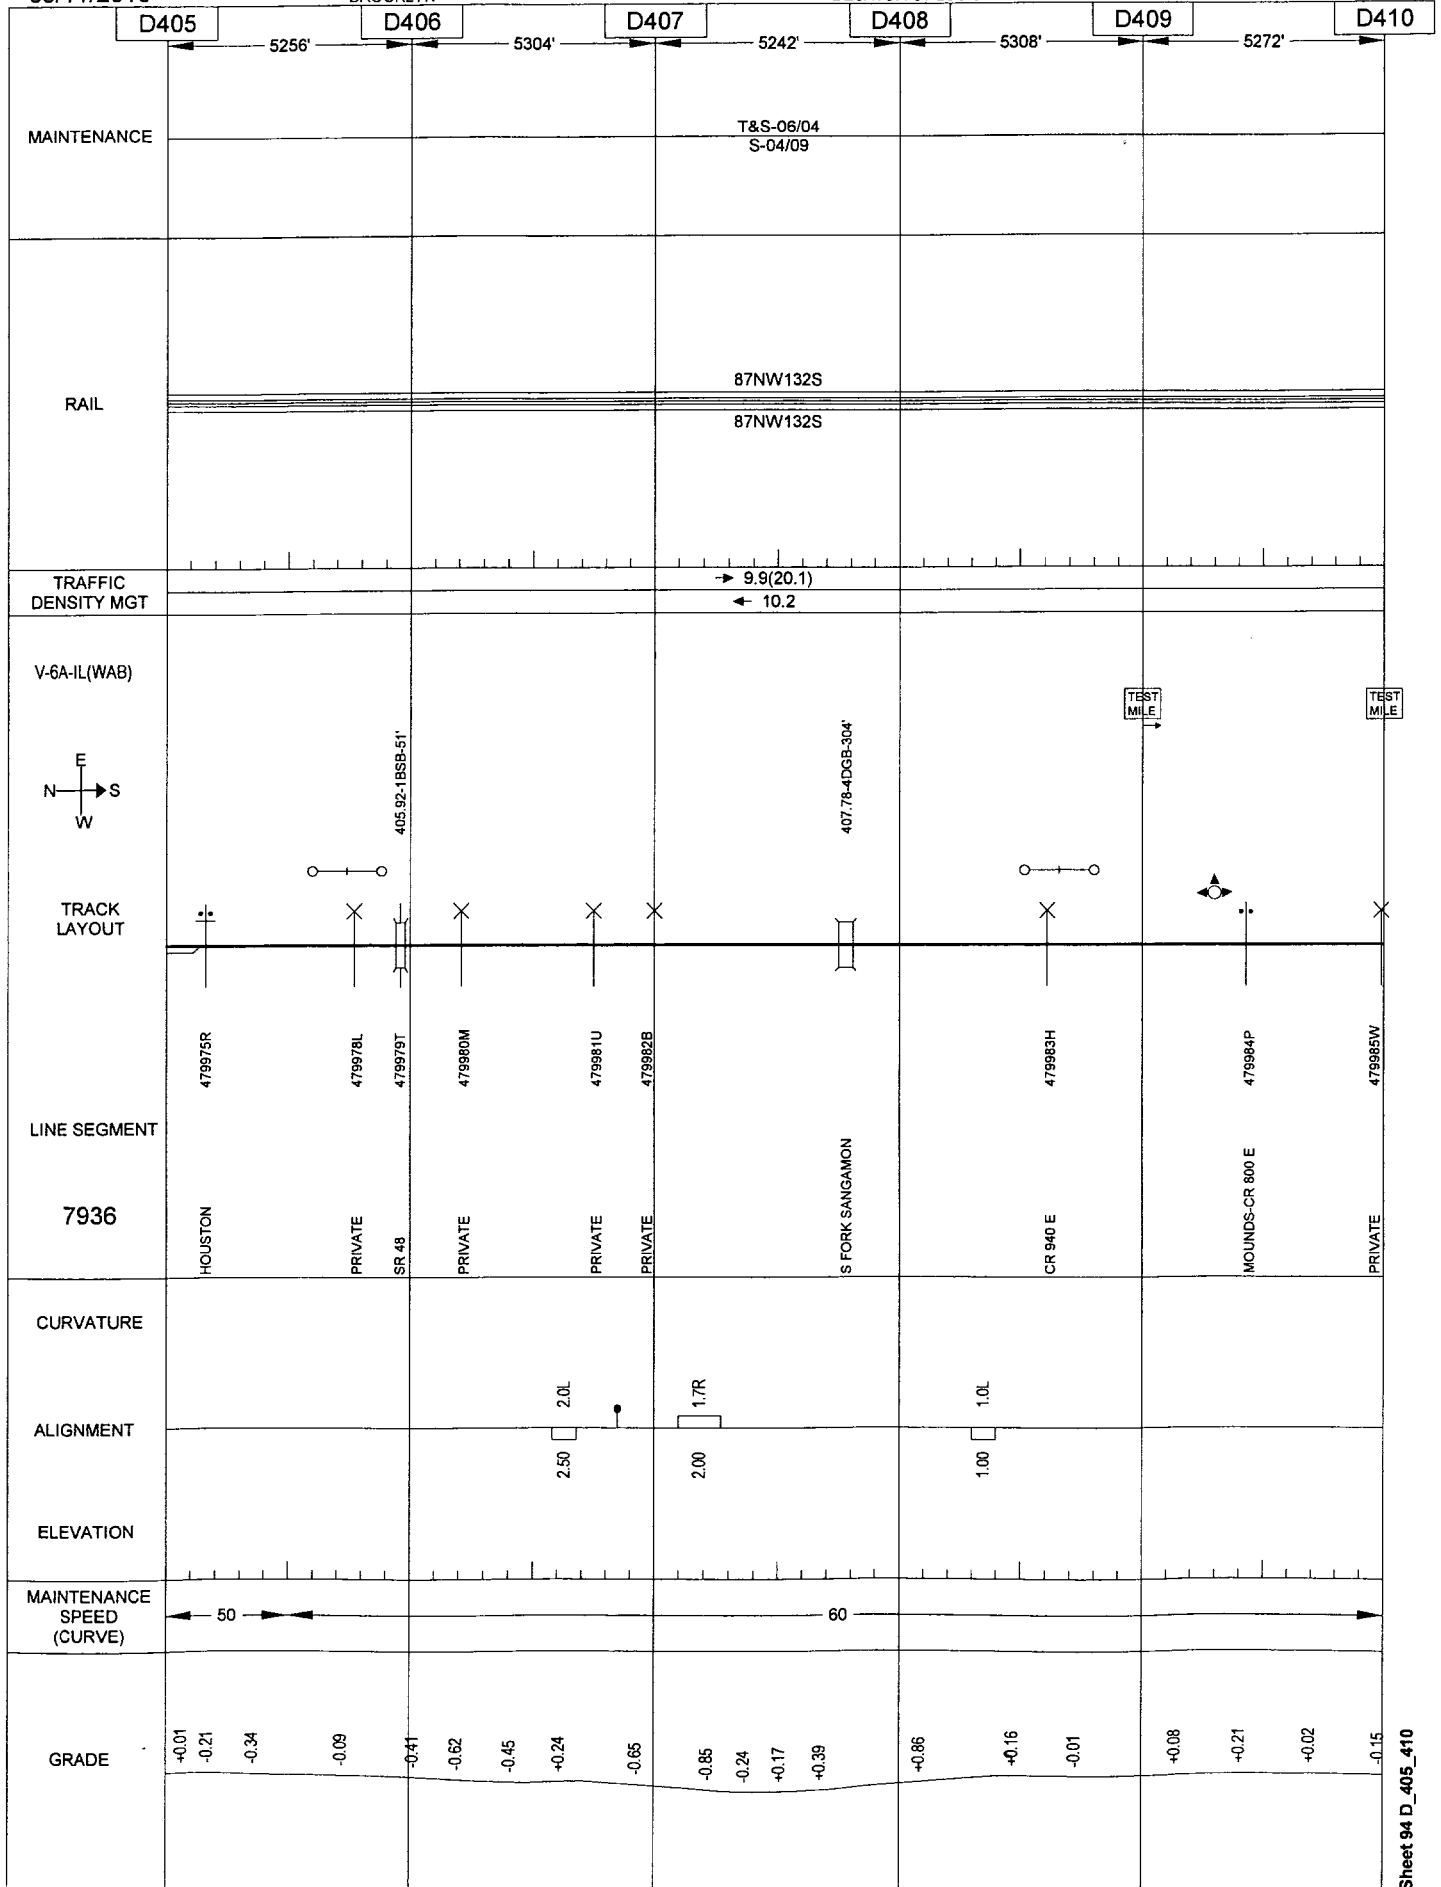 D405 D406 D407 D408 D409 D410
5256' 5304' 5242' 5308' 5272'
MAINTENANCE
T&S-06/04
S-04/09
RAIL
87NW132S
87NW132S
TRAFFIC
DENSITY MGT
9.9(20.1)
10.2
V-6A-IL(WAB)
TEST
MILE
TEST
MILE
E
N S
W
405.92-1BSB-51'
407.78-4DGB-304'
TRACK
LAYOUT
479975R
479978L
479979T
479980M
479981U
479982B
479983H
479984P
479985W
LINE SEGMENT
7936
HOUSTON
PRIVATE
SR 48
PRIVATE
PRIVATE
PRIVATE
S FORK SANGAMON
CR 940 E
MOUNDS-CR 800 E
PRIVATE
CURVATURE
2.0L
1.7R
1.0L
ALIGNMENT
2.50
2.00
1.00
ELEVATION
MAINTENANCE
SPEED
(CURVE)
50
60
GRADE
+0.01
-0.21
-0.34
-0.09
-0.41
-0.62
-0.45
+0.24
-0.65
-0.85
-0.24
+0.17
+0.39
+0.86
+0.16
-0.01
+0.08
+0.21
+0.02
-0.15
Sheet 94 D_405_410